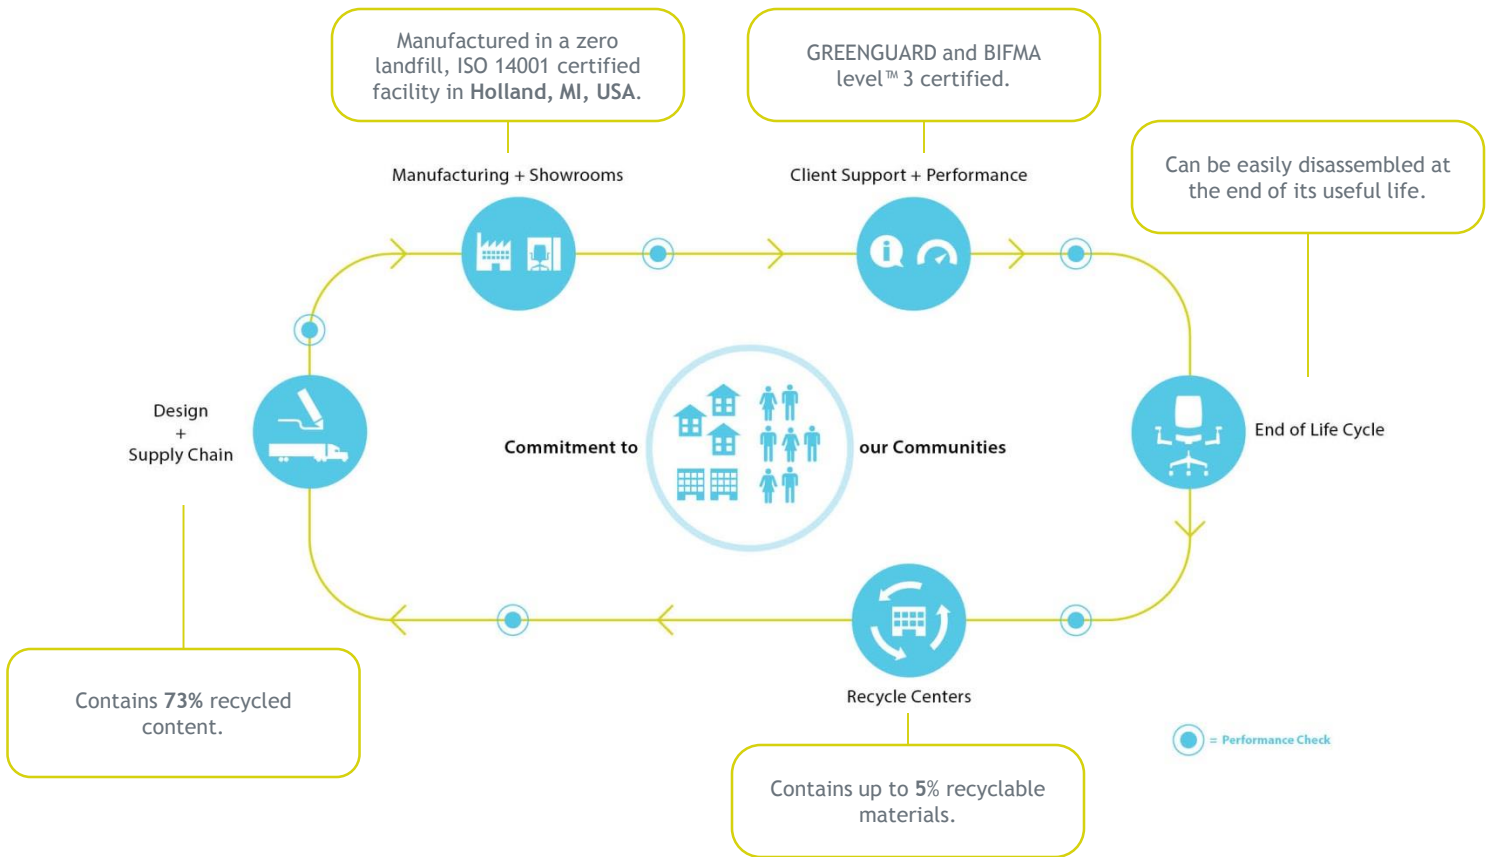 Manufactured in a zero
landfill, ISO 14001 certified
facility in Holland, MI, USA.
GREENGUARD and BIFMA
level™ 3 certified.
Can be easily disassembled at
the end of its useful life.
Manufacturing + Showrooms
Client Support + Performance
Design
+
Supply Chain
Commitment to
our Communities
End of Life Cycle
Recycle Centers
Contains 73% recycled
content.
= Performance Check
Contains up to 5% recyclable
materials.